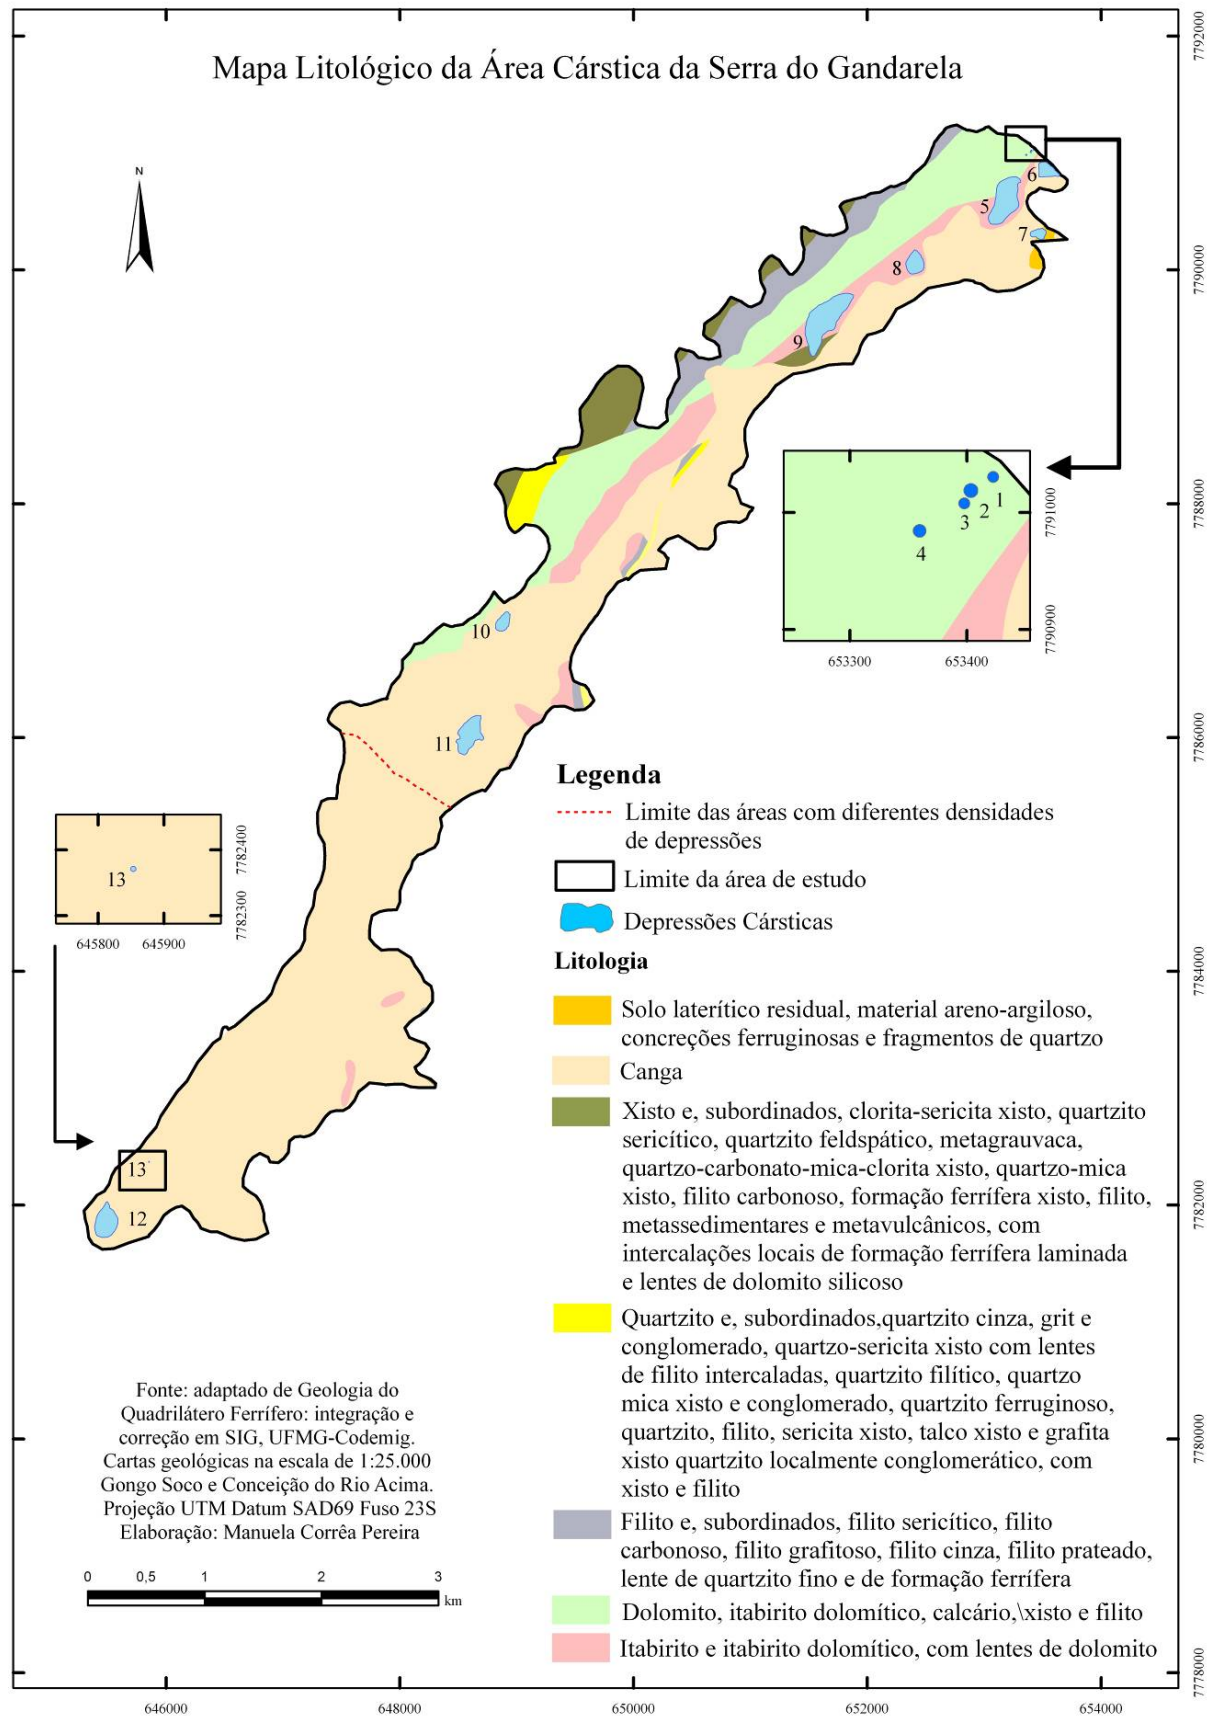 Mapa Litológico da Área Cárstica da Serra do Gandarela
N
6
5
7
8
9
10
11
13
12
1
2
3
4
7791000
7790900
653300
653400
13
7782400
7782300
645800
645900
Legenda
Limite das áreas com diferentes densidades
de depressões
Limite da área de estudo
Depressões Cársticas
Litologia
Solo laterítico residual, material areno-argiloso,
concreções ferruginosas e fragmentos de quartzo
Canga
Xisto e, subordinados, clorita-sericita xisto, quartzito
sericítico, quartzito feldspático, metagrauvaca,
quartzo-carbonato-mica-clorita xisto, quartzo-mica
xisto, filito carbonoso, formação ferrífera xisto, filito,
metassedimentares e metavulcânicos, com
intercalações locais de formação ferrífera laminada
e lentes de dolomito silicoso
Quartzito e, subordinados,quartzito cinza, grit e
conglomerado, quartzo-sericita xisto com lentes
de filito intercaladas, quartzito filítico, quartzo
mica xisto e conglomerado, quartzito ferruginoso,
quartzito, filito, sericita xisto, talco xisto e grafita
xisto quartzito localmente conglomerático, com
xisto e filito
Filito e, subordinados, filito sericítico, filito
carbonoso, filito grafitoso, filito cinza, filito prateado,
lente de quartzito fino e de formação ferrífera
Dolomito, itabirito dolomítico, calcário,\xisto e filito
Itabirito e itabirito dolomítico, com lentes de dolomito
Fonte: adaptado de Geologia do
Quadrilátero Ferrífero: integração e
correção em SIG, UFMG-Codemig.
Cartas geológicas na escala de 1:25.000
Gongo Soco e Conceição do Rio Acima.
Projeção UTM Datum SAD69 Fuso 23S
Elaboração: Manuela Corrêa Pereira
0 0,5 1 2 3
km
7792000
7790000
7788000
7786000
7784000
7782000
7780000
7778000
646000 648000 650000 652000 654000